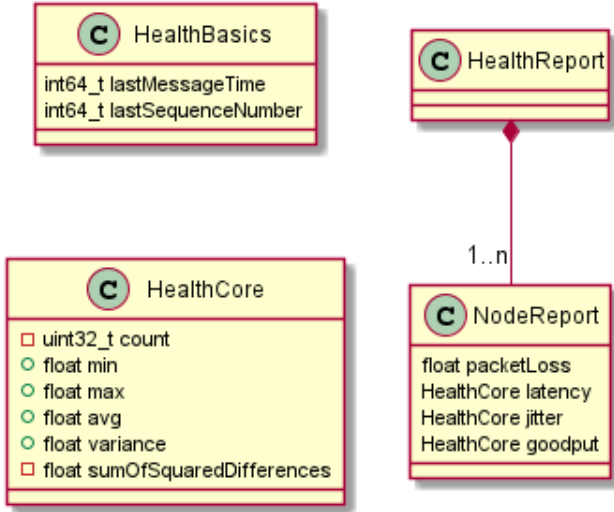 C HealthBasics
int64_t lastMessageTime
int64_t lastSequenceNumber
C HealthReport
1..n
C HealthCore
uint32_t count
float min
float max
float avg
float variance
float sumOfSquaredDifferences
C NodeReport
float packetLoss
HealthCore latency
HealthCore jitter
HealthCore goodput